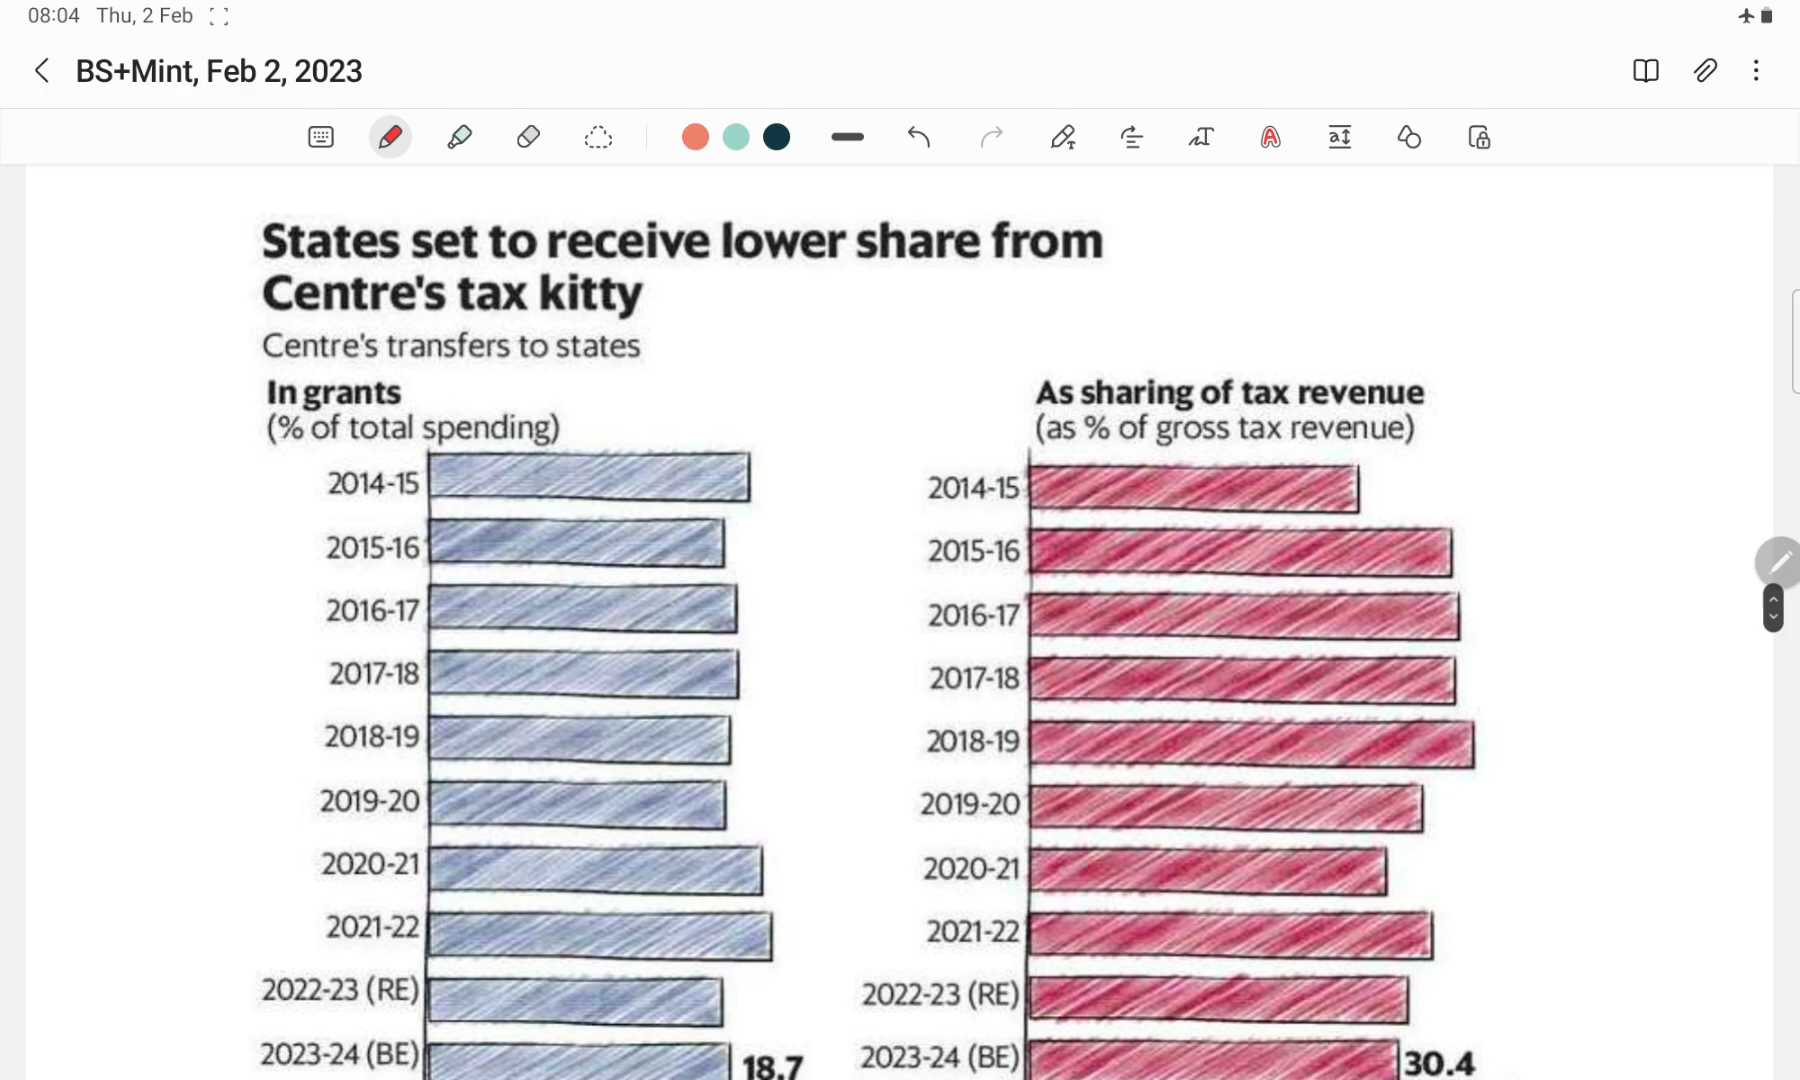 08:04 Thu, 2 Feb
BS+Mint, Feb 2, 2023
States set to receive lower share from
Centre's tax kitty
Centre's transfers to states
In grants
(% of total spending)
2014-15
2015-16
2016-17
2017-18
2018-19
2019-20
2020-21
2021-22
2022-23 (RE)
2023-24 (BE)
18.7
As sharing of tax revenue
(as % of gross tax revenue)
2014-15
2015-16
2016-17
2017-18
2018-19
2019-20
2020-21
2021-22
2022-23 (RE)
2023-24 (BE)
30.4